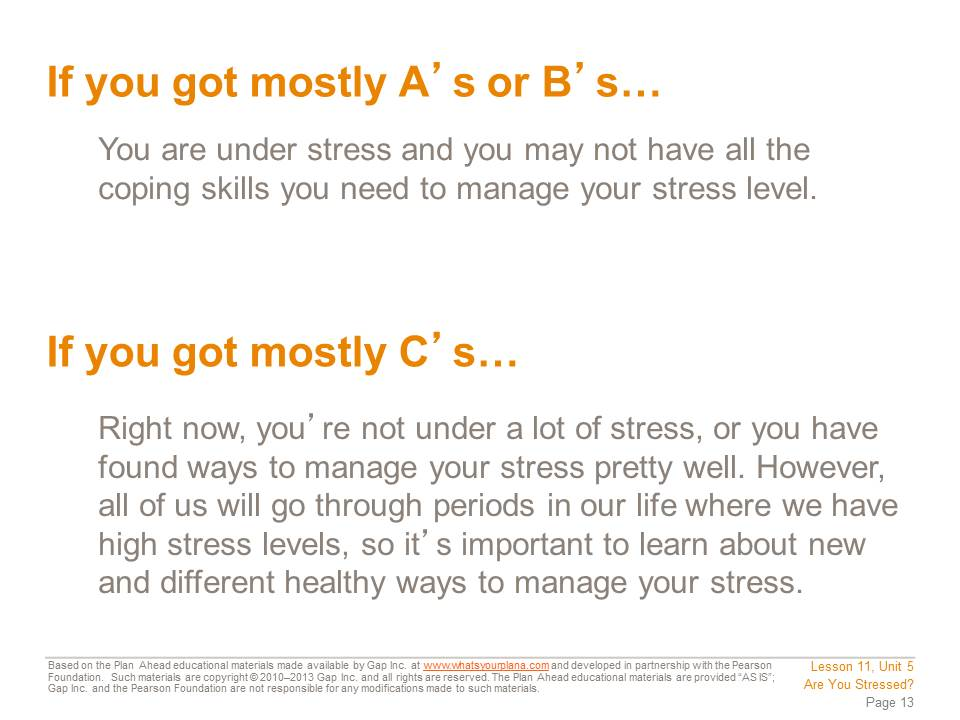 If you got mostly A’s or B’s…
You are under stress and you may not have all the
coping skills you need to manage your stress level.
If you got mostly C’s…
Right now, you’re not under a lot of stress, or you have
found ways to manage your stress pretty well. However,
all of us will go through periods in our life where we have
high stress levels, so it’s important to learn about new
and different healthy ways to manage your stress.
Based on the Plan Ahead educational materials made available by Gap Inc. at www.whatsyourplana.com and developed in partnership with the Pearson
Foundation. Such materials are copyright © 2010–2013 Gap Inc. and all rights are reserved. The Plan Ahead educational materials are provided “AS IS”;
Gap Inc. and the Pearson Foundation are not responsible for any modifications made to such materials.
Lesson 11, Unit 5
Are You Stressed?
Page 13